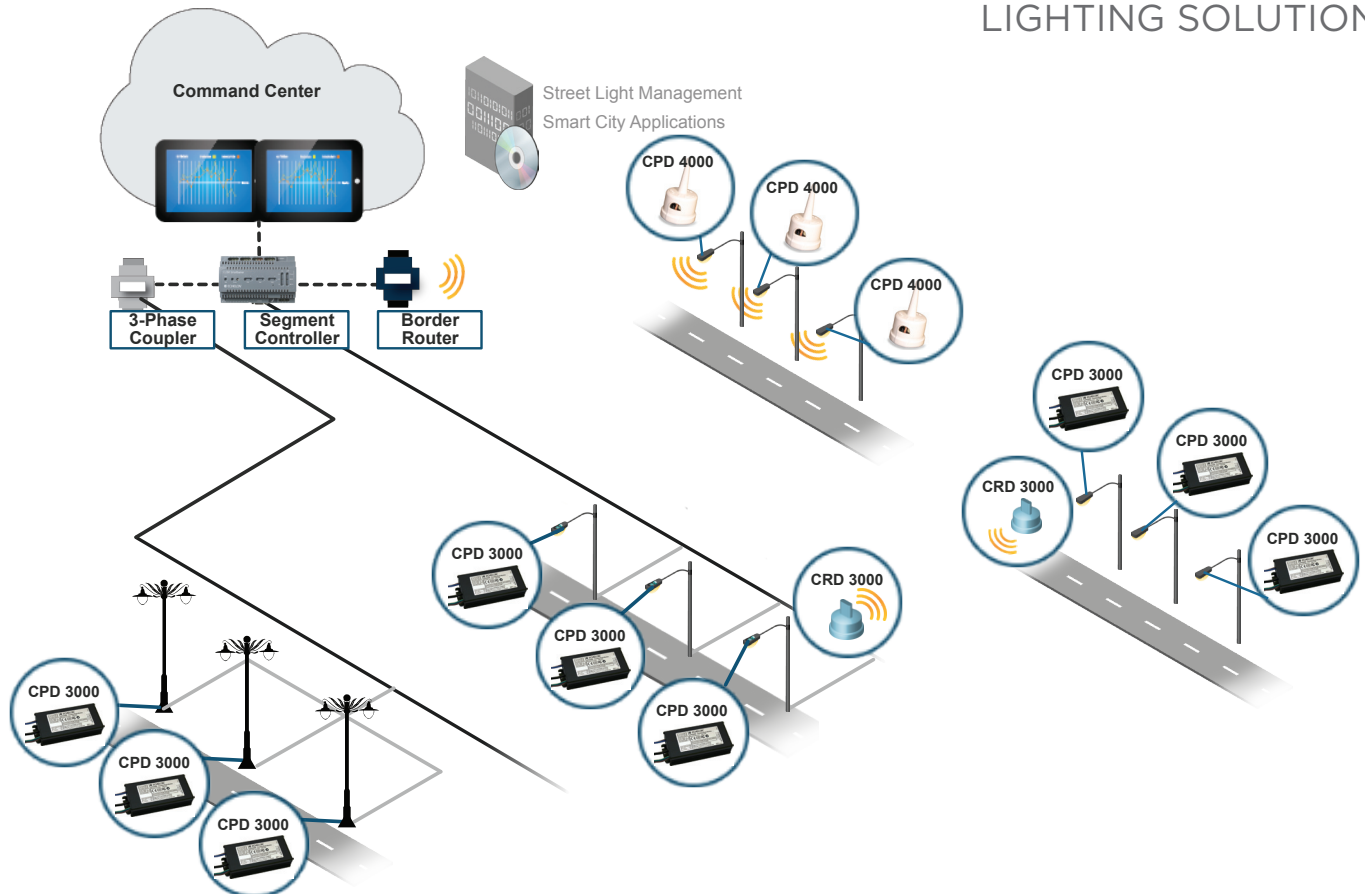 LIGHTING SOLUTION
Command Center
Street Light Management
Smart City Applications
CPD 4000
CPD 4000
CPD 4000
3-Phase
Coupler
Segment
Controller
Border
Router
CPD 3000
CPD 3000
CRD 3000
CPD 3000
CPD 3000
CRD 3000
CPD 3000
CPD 3000
CPD 3000
CPD 3000
CPD 3000